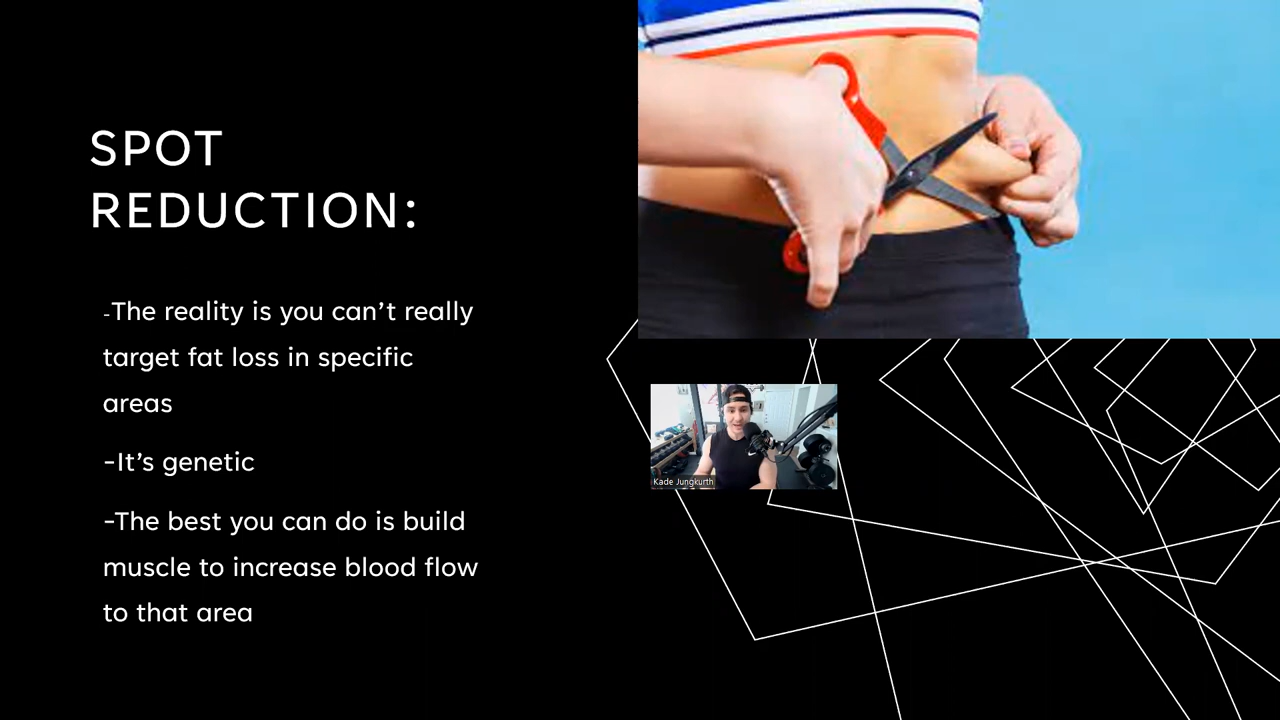 SPOT
REDUCTION:
-The reality is you can’t really
target fat loss in specific
areas
-It’s genetic
-The best you can do is build
muscle to increase blood flow
to that area
Kade Jungkurth